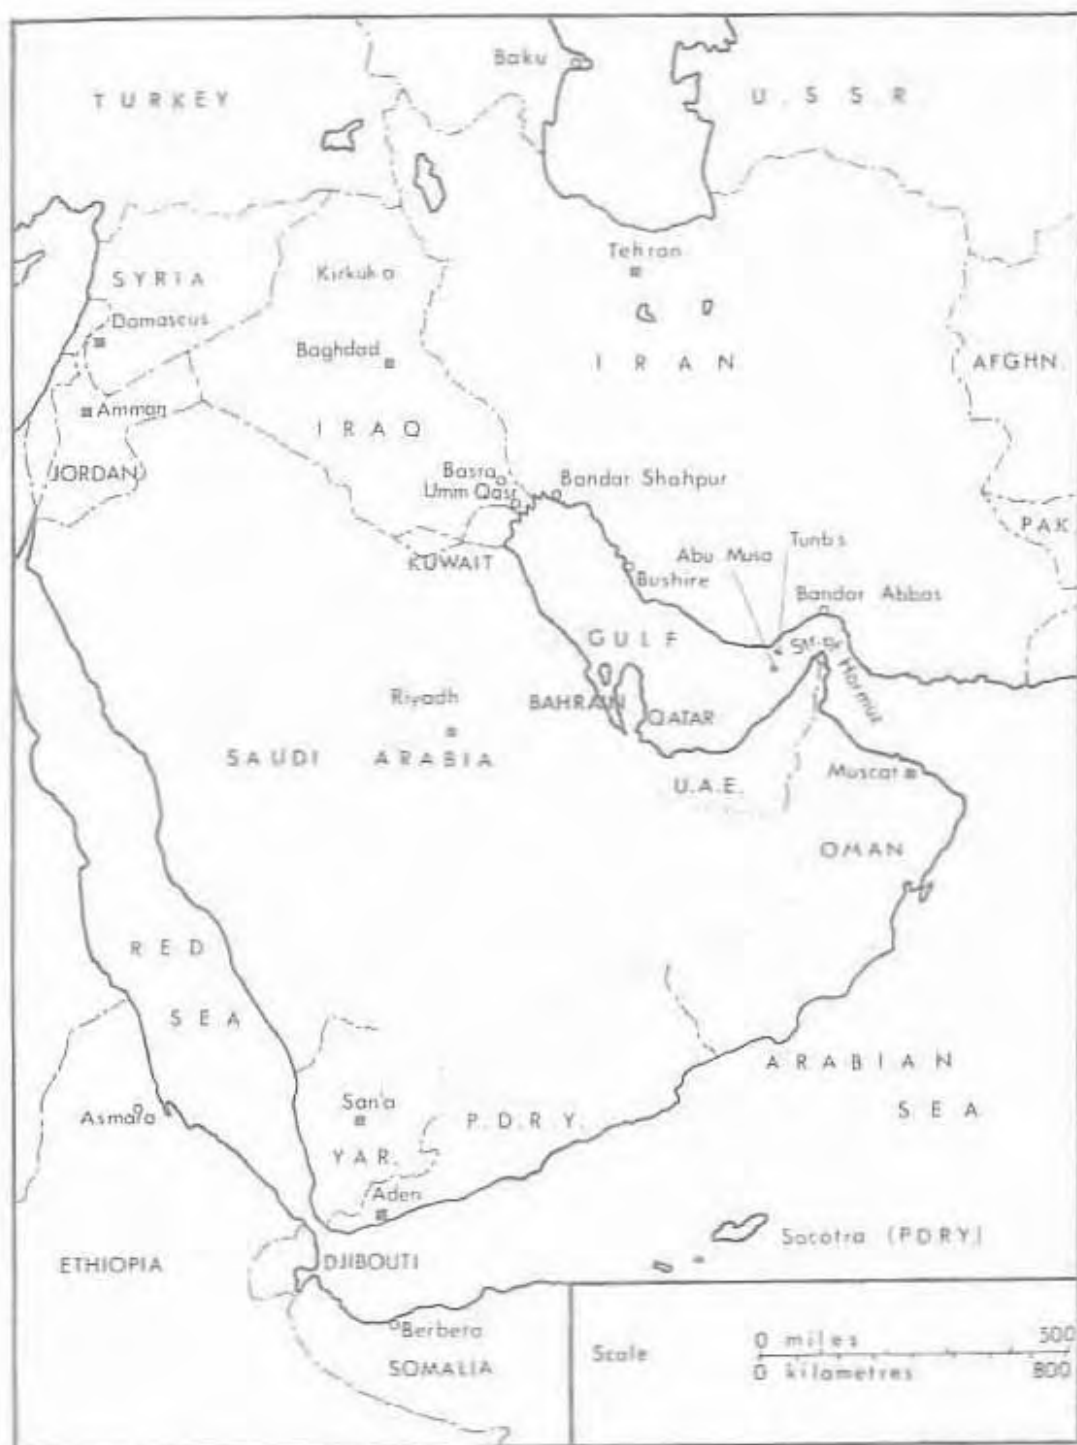 Baku
TURKEY
U.S.S.R.
Tehran
SYRIA
Kirkuk
Damascus
Baghdad
IRAN
AFGHN.
Amman
IRAQ
JORDAN
Basra
Bandar Shahpur
Umm Qasr
PAK.
Tunbs
Abu Musa
KUWAIT
Bushire
Bandar Abbas
GULF
Str. of Hormuz
Riyadh
BAHRAIN
QATAR
SAUDI ARABIA
U.A.E.
Muscat
OMAN
RED
SEA
ARABIAN
SEA
San'a
Asmara
P.D.R.Y.
Y A R.
Aden
Socotra (PDRY)
ETHIOPIA
DJIBOUTI
Berbera
SOMALIA
Scale
0 miles 500
0 kilometres 800